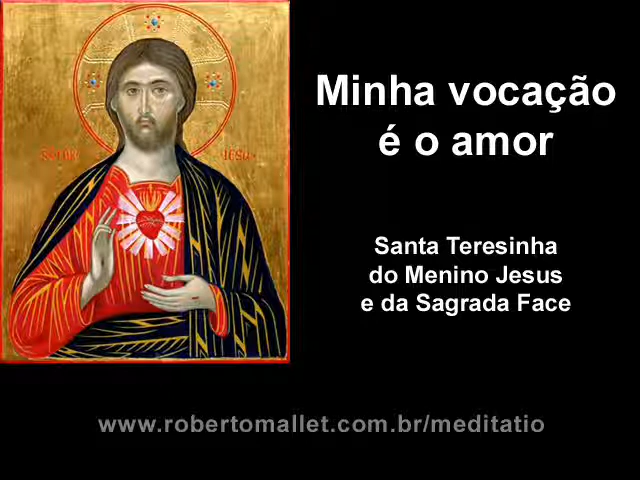 Minha vocação
é o amor
Santa Teresinha
do Menino Jesus
e da Sagrada Face
www.robertomallet.com.br/meditatio